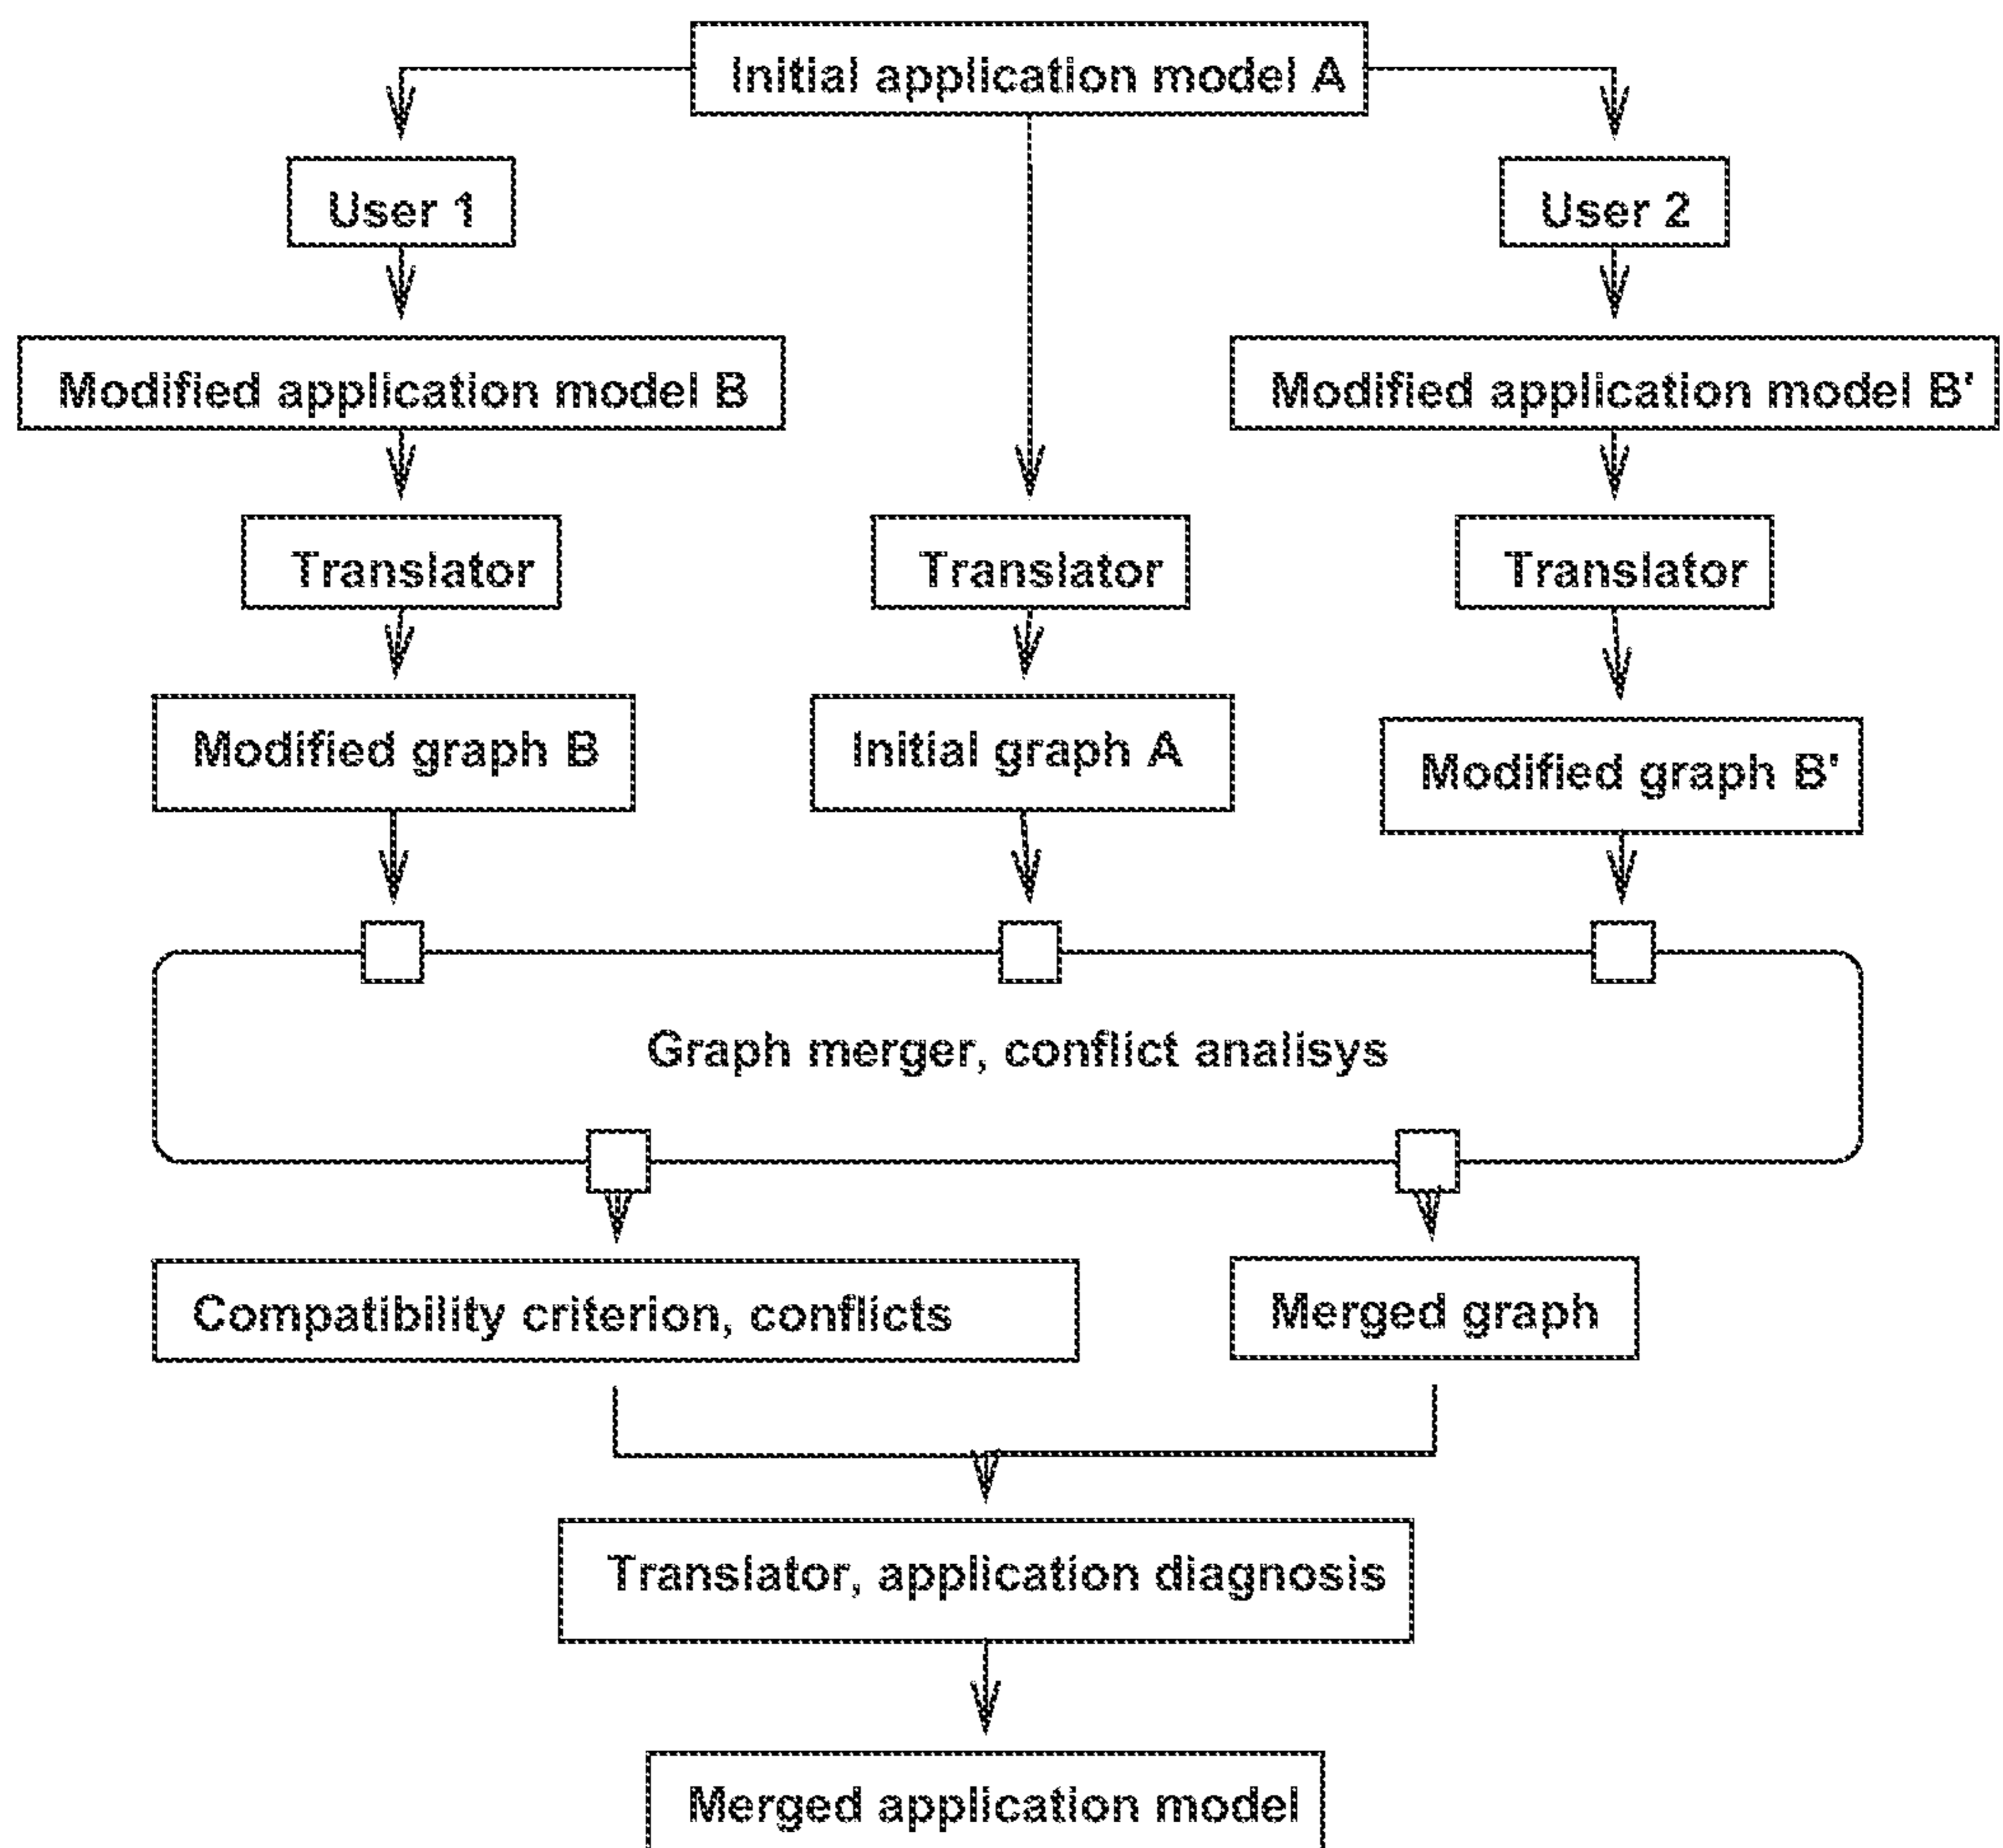 Initial application model A
User 1
User 2
Modified application model B
Modified application model B'
Translator
Translator
Translator
Modified graph B
Initial graph A
Modified graph B'
Graph merger, conflict analisys
Compatibility criterion, conflicts
Merged graph
Translator, application diagnosis
Merged application model